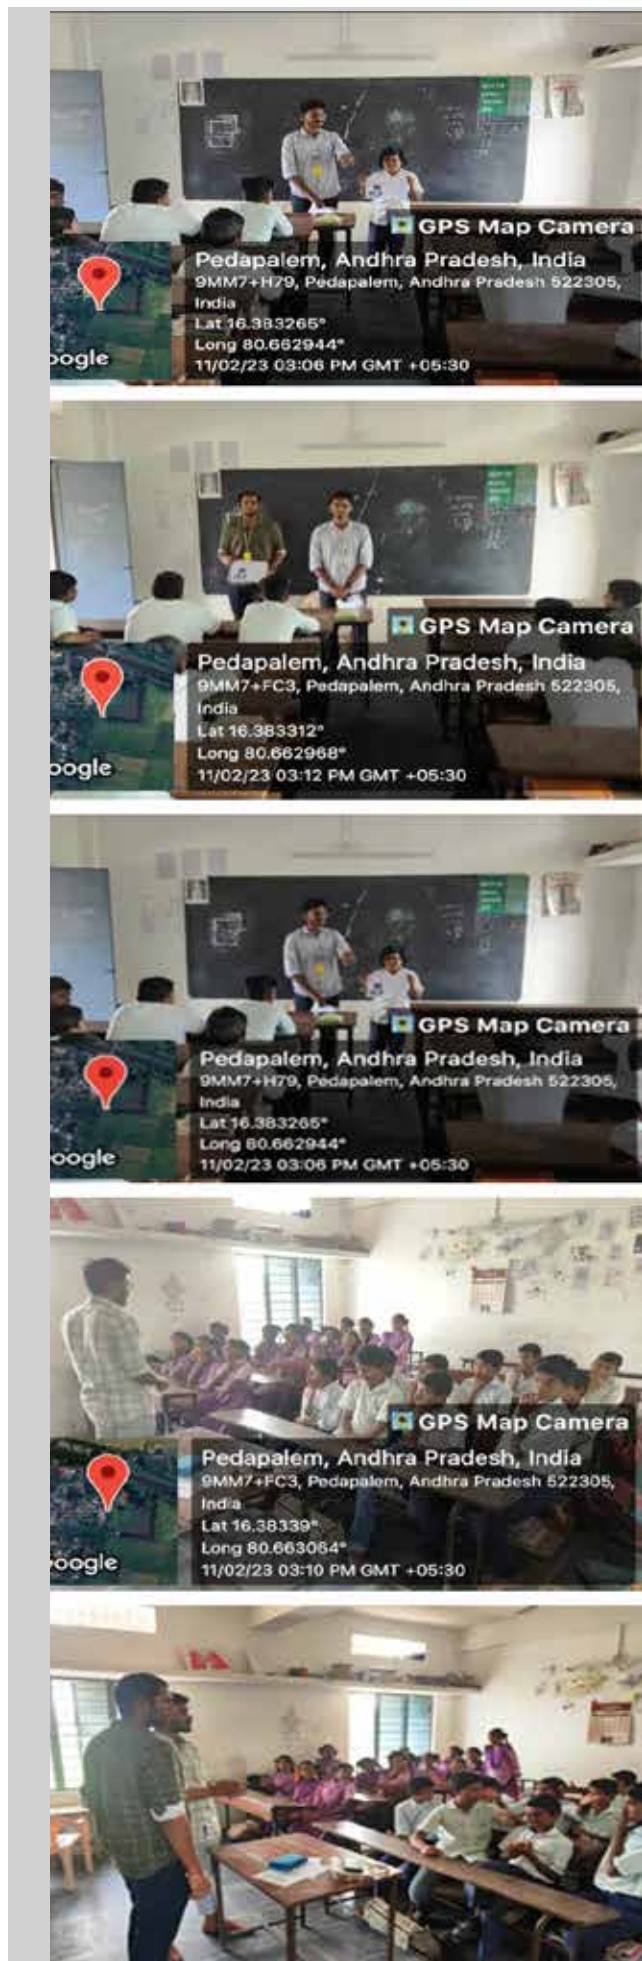 GPS Map Camera
Pedapalem, Andhra Pradesh, India
9MM7+H79, Pedapalem, Andhra Pradesh 522305,
India
Lat 16.383265°
Long 80.662944°
11/02/23 03:06 PM GMT +05:30
oogle
GPS Map Camera
Pedapalem, Andhra Pradesh, India
9MM7+FC3, Pedapalem, Andhra Pradesh 522305,
India
Lat 16.383312°
Long 80.662968°
11/02/23 03:12 PM GMT +05:30
oogle
GPS Map Camera
Pedapalem, Andhra Pradesh, India
9MM7+H79, Pedapalem, Andhra Pradesh 522305,
India
Lat 16.383265°
Long 80.662944°
11/02/23 03:06 PM GMT +05:30
oogle
GPS Map Camera
Pedapalem, Andhra Pradesh, India
9MM7+FC3, Pedapalem, Andhra Pradesh 522305,
India
Lat 16.38339°
Long 80.663064°
11/02/23 03:10 PM GMT +05:30
oogle